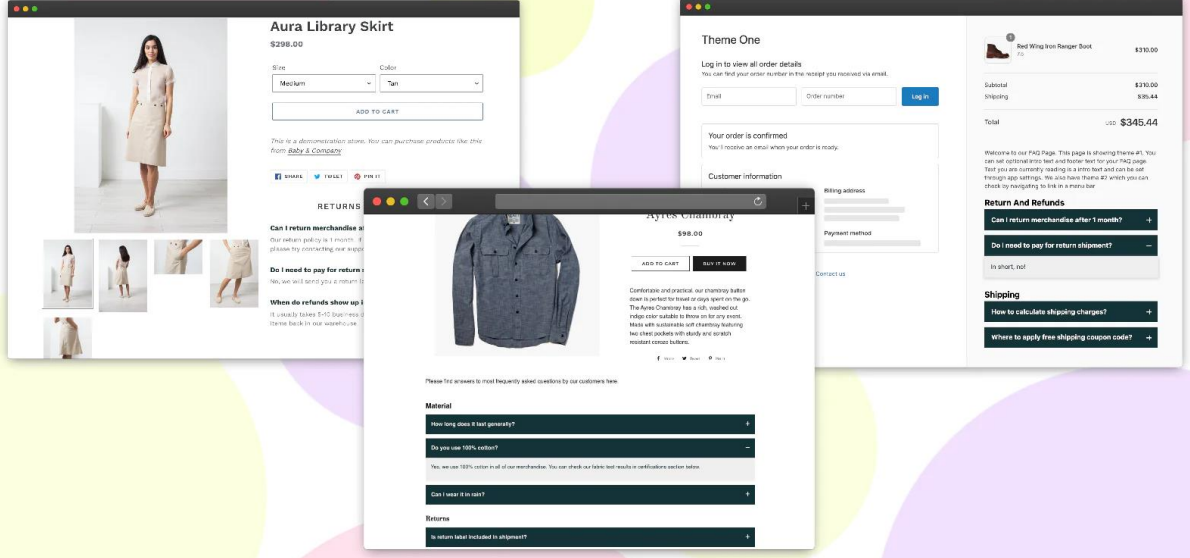 Aura Library Skirt
$298.00
Size
Color
Medium
Tan
ADD TO CART
This is a demonstration store. You can purchase products like this
from Baby & Company
SHARE
TWEET
PIN IT
RETURNS
Can I return merchandise a
Our return policy is 1 month. If
please try contacting our supp
Do I need to pay for return s
No, we will send you a return l
When do refunds show up i
It usually takes 5-10 business d
items back in our warehouse.
Theme One
Log in to view all order details
You can find your order number in the receipt you received via email.
Email
Order number
Log in
Your order is confirmed
You'll receive an email when your order is ready.
Customer information
Billing address
Payment method
Contact us
1
Red Wing Iron Ranger Boot
$310.00
Subtotal
$310.00
Shipping
$35.44
Total
USD $345.44
Welcome to our FAQ Page. This page is showing theme #1. You
can set optional intro text and footer text for your FAQ page.
Text you are currently reading is a intro text and can be set
through app settings. We also have theme #2 which you can
check by navigating to link in a menu bar
Return And Refunds
Can I return merchandise after 1 month?
Do I need to pay for return shipment?
In short, no!
Shipping
How to calculate shipping charges?
Where to apply free shipping coupon code?
Ayres Chambray
$98.00
ADD TO CART
BUY IT NOW
Comfortable and practical, our chambray button
down is perfect for travel or days spent on the go.
The Ayres Chambray has a rich, washed out
indigo color suitable to throw on for any event.
Made with sustainable soft chambray featuring
two chest pockets with sturdy and scratch
resistant corozo buttons.
Please find answers to most frequently asked questions by our customers here.
Material
How long does it last generally?
Do you use 100% cotton?
Yes, we use 100% cotton in all of our merchandise. You can check our fabric test results in certifications section below.
Can I wear it in rain?
Returns
Is return label included in shipment?